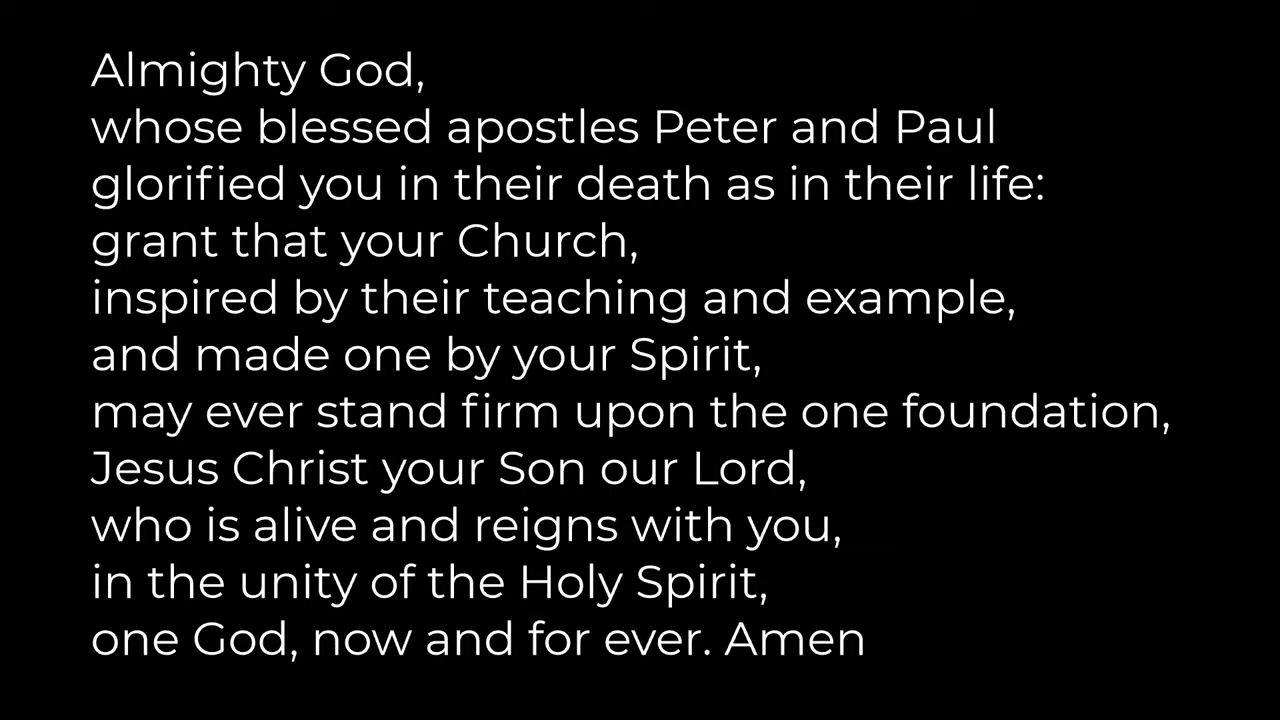 Almighty God,
whose blessed apostles Peter and Paul
glorified you in their death as in their life:
grant that your Church,
inspired by their teaching and example,
and made one by your Spirit,
may ever stand firm upon the one foundation,
Jesus Christ your Son our Lord,
who is alive and reigns with you,
in the unity of the Holy Spirit,
one God, now and for ever. Amen